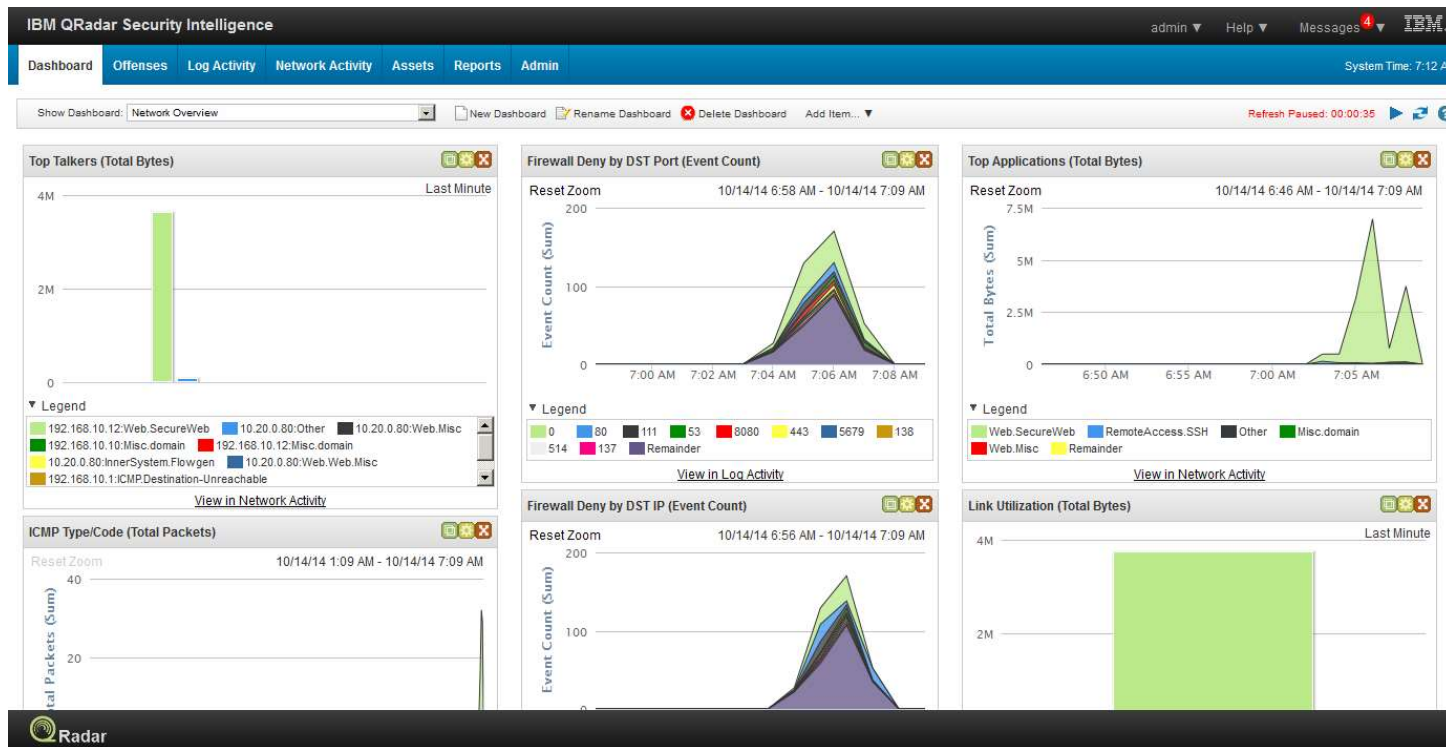 IBM QRadar Security Intelligence
admin ▼ Help ▼ Messages 4 ▼ IBM.
Dashboard Offenses Log Activity Network Activity Assets Reports Admin
System Time: 7:12 A
Show Dashboard: Network Overview
New Dashboard Rename Dashboard Delete Dashboard Add Item... ▼
Refresh Paused: 00:00:35
Top Talkers (Total Bytes)
Last Minute
4M
2M
0
▼ Legend
192.168.10.12:Web.SecureWeb 10.20.0.80:Other 10.20.0.80:Web.Misc
192.168.10.10:Misc.domain 192.168.10.12:Misc.domain
10.20.0.80:InnerSystem.Flowgen 10.20.0.80:Web.Web.Misc
192.168.10.1:ICMP.Destination-Unreachable
View in Network Activity
ICMP Type/Code (Total Packets)
Reset Zoom 10/14/14 1:09 AM - 10/14/14 7:09 AM
40
20
tal Packets (Sum)
Firewall Deny by DST Port (Event Count)
Reset Zoom 10/14/14 6:58 AM - 10/14/14 7:09 AM
200
100
0
Event Count (Sum)
7:00 AM 7:02 AM 7:04 AM 7:06 AM 7:08 AM
▼ Legend
0 80 111 53 8080 443 5679 138
514 137 Remainder
View in Log Activity
Firewall Deny by DST IP (Event Count)
Reset Zoom 10/14/14 6:56 AM - 10/14/14 7:09 AM
200
100
0
Event Count (Sum)
Top Applications (Total Bytes)
Reset Zoom 10/14/14 6:46 AM - 10/14/14 7:09 AM
7.5M
5M
2.5M
0
Total Bytes (Sum)
6:50 AM 6:55 AM 7:00 AM 7:05 AM
▼ Legend
Web.SecureWeb RemoteAccess.SSH Other Misc.domain
Web.Misc Remainder
View in Network Activity
Link Utilization (Total Bytes)
Last Minute
4M
2M
QRadar